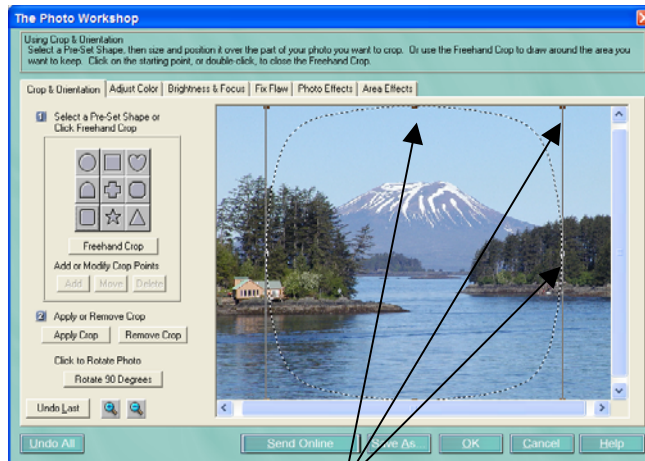 The Photo Workshop
Using Crop & Orientation
Select a Pre-Set Shape, then size and position it over the part of your photo you want to crop. Or use the Freehand Crop to draw around the area you
want to keep. Click on the starting point, or double-click, to close the Freehand Crop.
Crop & Orientation Adjust Color Brightness & Focus Fix Flaw Photo Effects Area Effects
1 Select a Pre-Set Shape or
Click Freehand Crop
Freehand Crop
Add or Modify Crop Points
Add Move Delete
2 Apply or Remove Crop
Apply Crop Remove Crop
Click to Rotate Photo
Rotate 90 Degrees
Undo Last
Undo All Send Online Save As OK Cancel Help